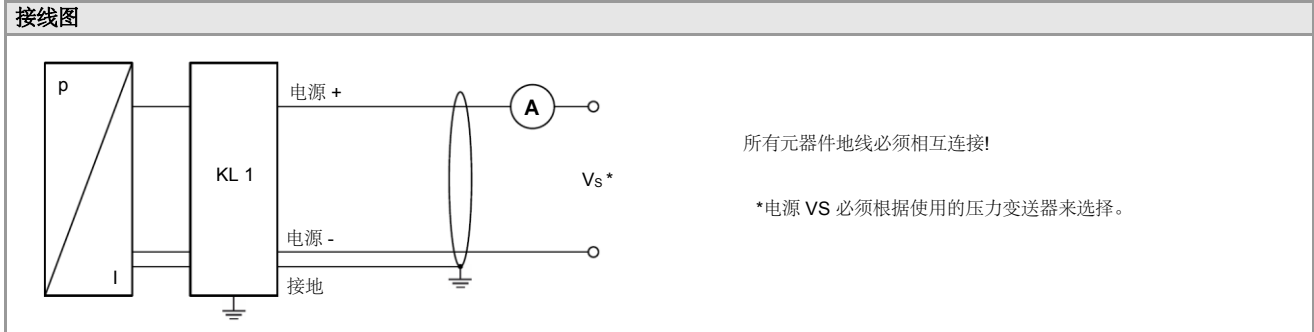 接线图
p
I
KL 1
电源 +
A
Vs *
电源 -
接地
所有元器件地线必须相互连接!
*电源 VS 必须根据使用的压力变送器来选择。